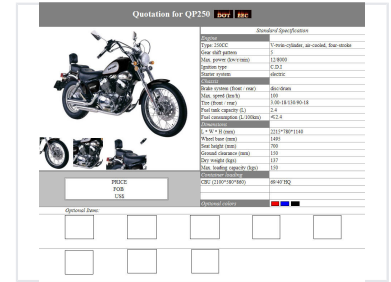 Quotation for QP250 DOT EEC
Standard Specification
Engine
Type: 250CC V-twin-cylinder, air-cooled, four-stroke
Gear shift pattern 5
Max. power (kw/r/min) 12/8000
Ignition type C.D.I
Starter system electric
Chassis
Brake system (front / rear) disc/drum
Max. speed (km/h) 100
Tire (front / rear) 3.00-18/130/90-18
Fuel tank capacity (L) 2.4
Fuel consumption (L/100km) ≤2.4
Dimensions
L * W * H (mm) 2215*780*1140
Wheel base (mm) 1495
Seat height (mm) 700
Ground clearance (mm) 150
Dry weight (kgs) 137
Max. loading capacity (kgs) 150
Container loading
CBU (2100*500*860) 69/40'HQ
PRICE
FOB
US$
Optional colors
Optional Items: